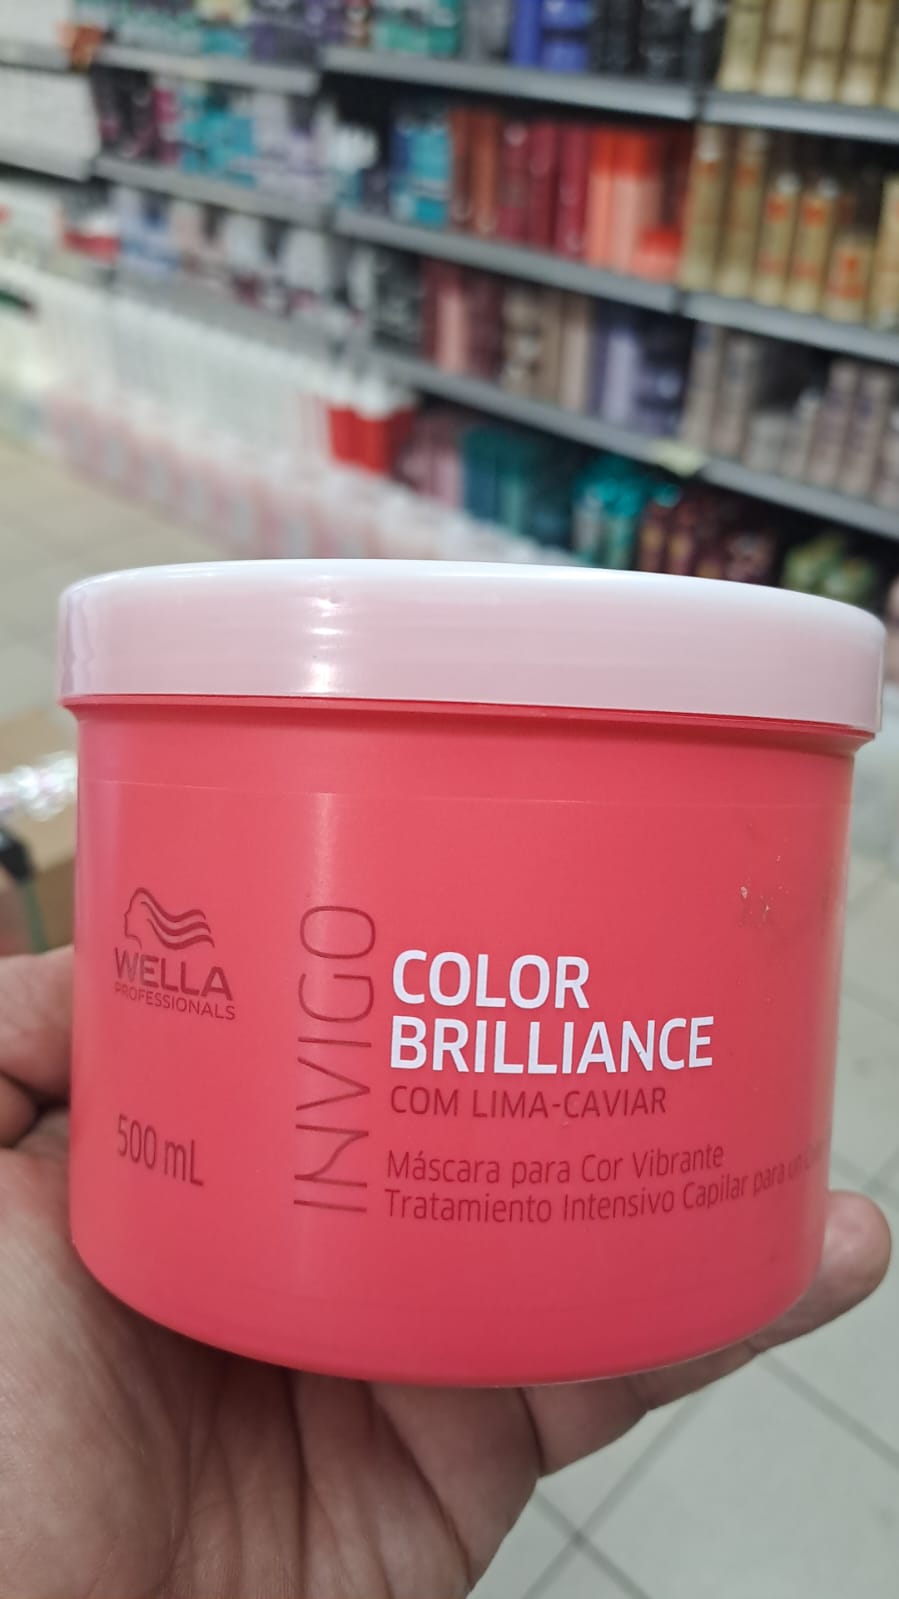 WELLA
PROFESSIONALS
500 mL
INVIGO
COLOR
BRILLIANCE
COM LIMA-CAVIAR
Máscara para Cor Vibrante
Tratamiento Intensivo Capilar para un